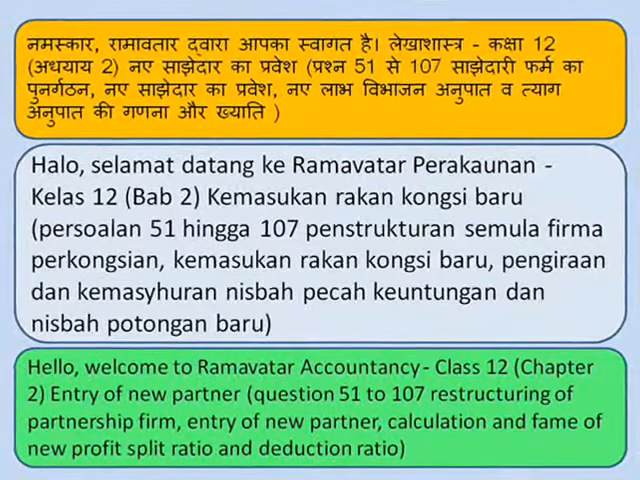 नमस्कार, रामावतार द्वारा आपका स्वागत है। लेखाशास्त्र - कक्षा 12
(अधयाय 2) नए साझेदार का प्रवेश (प्रश्न 51 से 107 साझेदारी फर्म का
पुनर्गठन, नए साझेदार का प्रवेश, नए लाभ विभाजन अनुपात व त्याग
अनुपात की गणना और ख्याति )
Halo, selamat datang ke Ramavatar Perakaunan -
Kelas 12 (Bab 2) Kemasukan rakan kongsi baru
(persoalan 51 hingga 107 penstrukturan semula firma
perkongsian, kemasukan rakan kongsi baru, pengiraan
dan kemasyhuran nisbah pecah keuntungan dan
nisbah potongan baru)
Hello, welcome to Ramavatar Accountancy - Class 12 (Chapter
2) Entry of new partner (question 51 to 107 restructuring of
partnership firm, entry of new partner, calculation and fame of
new profit split ratio and deduction ratio)